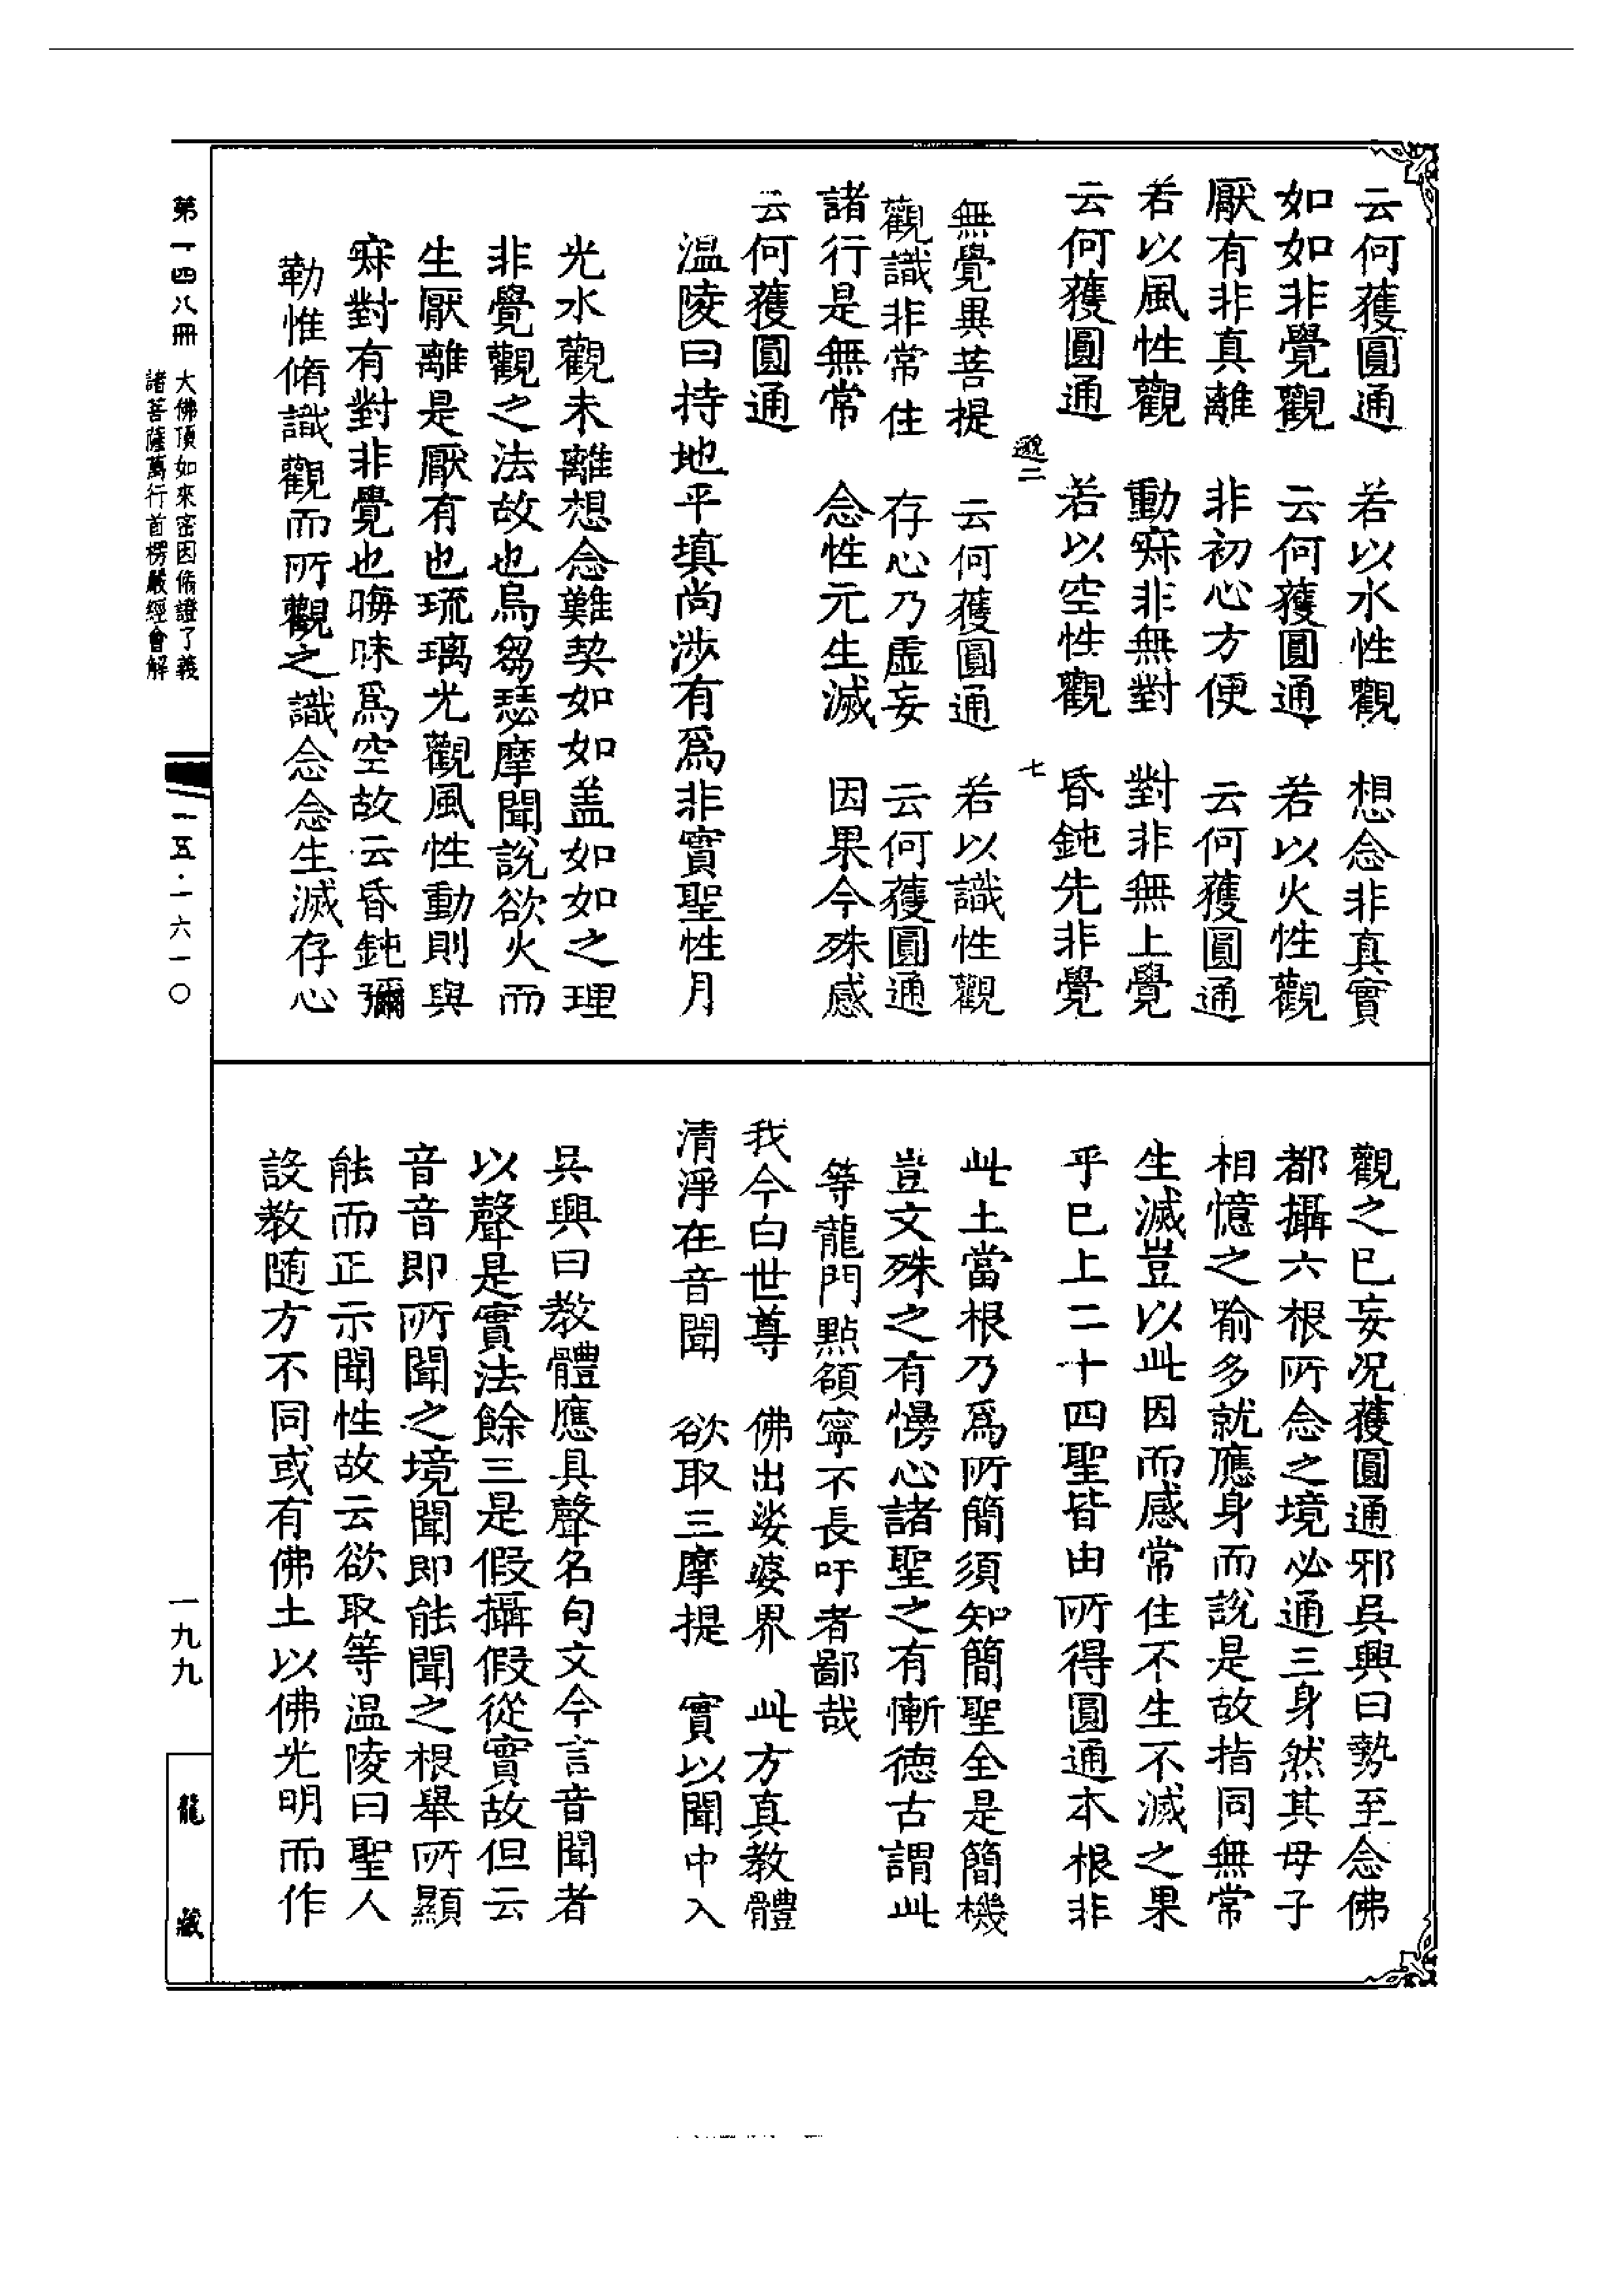 云何獲圓通　若以水性觀　想念非真實
如如非覺觀　云何獲圓通　若以火性觀
厭有非真離　非初心方便　云何獲圓通
若以風性觀　動㝛非無對　對非無上覺
云何獲圓通　若以空性觀　昏鈍先非覺
二　七
無覺異菩提　云何獲圓通　若以識性觀
觀識非常住　存心乃虛妄　云何獲圓通
諸行是無常　念性元生滅　因果今殊感
云何獲圓通
溫陵曰持地平填尚涉有爲非實聖性月
光水觀未離想念難契如如盖如如之理
非覺觀之法故也烏芻瑟摩聞說欲火而
生厭離是厭有也琉璃光觀風性動則與
㝛對有對非覺也晦昧爲空故云昏鈍彌
勒惟脩識觀而所觀之識念念生滅存心
觀之已妄况獲圓通邪吳興曰勢至念佛
都攝六根所念之境必通三身然其母子
相憶之喻多就應身而說是故指同無常
生滅豈以此因而感常住不生不滅之果
乎已上二十四聖皆由所得圓通本根非
此土當根乃爲所簡須知簡聖全是簡機
豈文殊之有慢心諸聖之有慚德古謂此
等龍門點額寧不長吁者鄙哉
我今白世尊　佛出娑婆界　此方真教體
清淨在音聞　欲取三摩提　實以聞中入
吳興曰教體應具聲名句文今言音聞者
以聲是實法餘三是假攝假從實故但云
音音即所聞之境聞即能聞之根舉所顯
能而正示聞性故云欲取等溫陵曰聖人
設教随方不同或有佛土以佛光明而作
第一四八冊
大佛頂如來密因脩證了義
諸菩薩萬行首楞嚴經會解
一五·一六一〇
一九九
龍藏